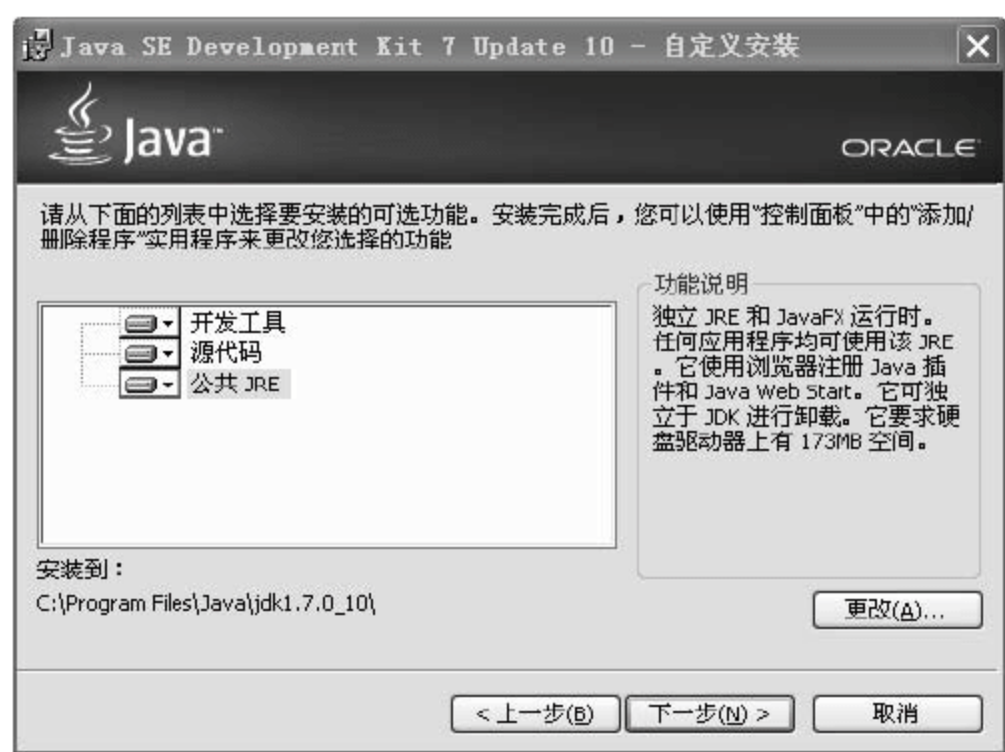 Java SE Development Kit 7 Update 10 - 自定义安装
Java™
ORACLE
请从下面的列表中选择要安装的可选功能。安装完成后，您可以使用"控制面板"中的"添加/
删除程序"实用程序来更改您选择的功能
开发工具
源代码
公共 JRE
功能说明
独立 JRE 和 JavaFX 运行时。
任何应用程序均可使用该 JRE
。它使用浏览器注册 Java 插
件和 Java Web Start。它可独
立于 JDK 进行卸载。它要求硬
盘驱动器上有 173MB 空间。
安装到：
C:\Program Files\Java\jdk1.7.0_10\
更改(A)...
< 上一步(B)
下一步(N) >
取消